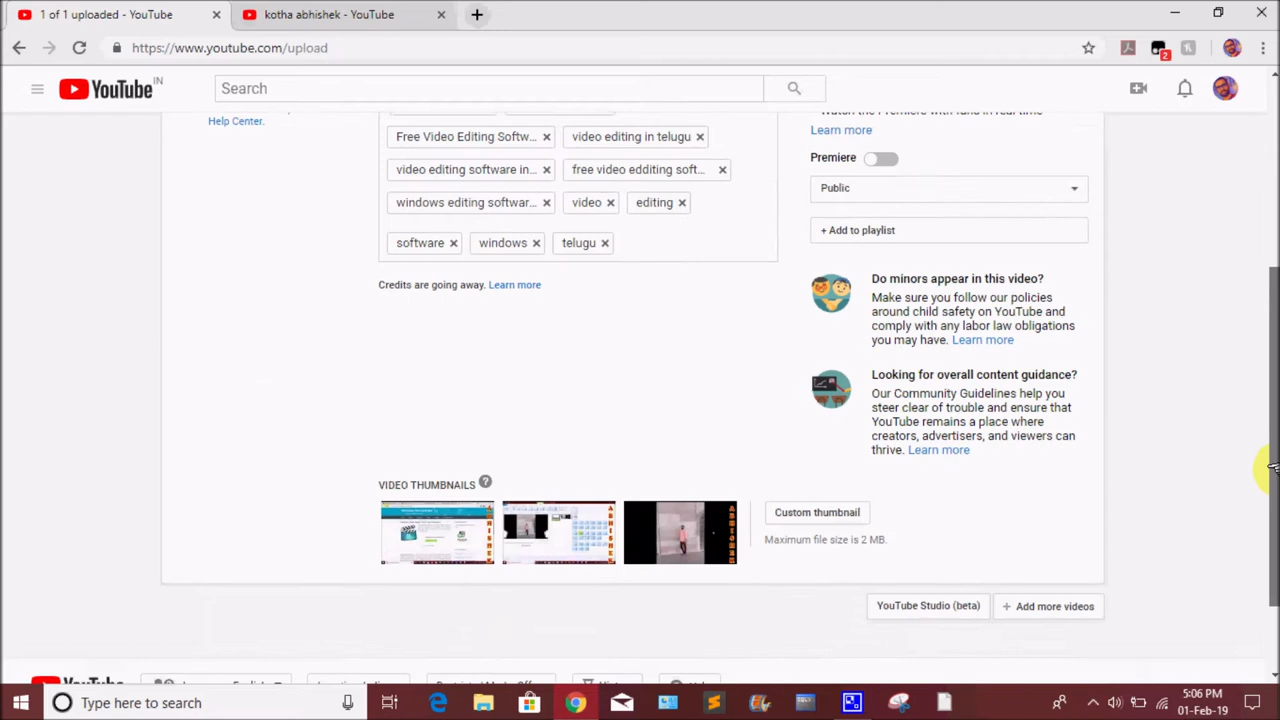 1 of 1 uploaded - YouTube
kotha abhishek - YouTube
https://www.youtube.com/upload
2
YouTube IN
Search
Help Center.
Learn more
Free Video Editing Softw...
video editing in telugu
video editing software in...
free video edditing soft...
windows editing softwar...
video
editing
software
windows
telugu
Premiere
Public
+ Add to playlist
Credits are going away. Learn more
Do minors appear in this video?
Make sure you follow our policies
around child safety on YouTube and
comply with any labor law obligations
you may have. Learn more
Looking for overall content guidance?
Our Community Guidelines help you
steer clear of trouble and ensure that
YouTube remains a place where
creators, advertisers, and viewers can
thrive. Learn more
VIDEO THUMBNAILS ?
ABHISHEK
ABHISHEK
ABHISHEK
Custom thumbnail
Maximum file size is 2 MB.
YouTube Studio (beta)
+ Add more videos
Type here to search
5:06 PM
01-Feb-19